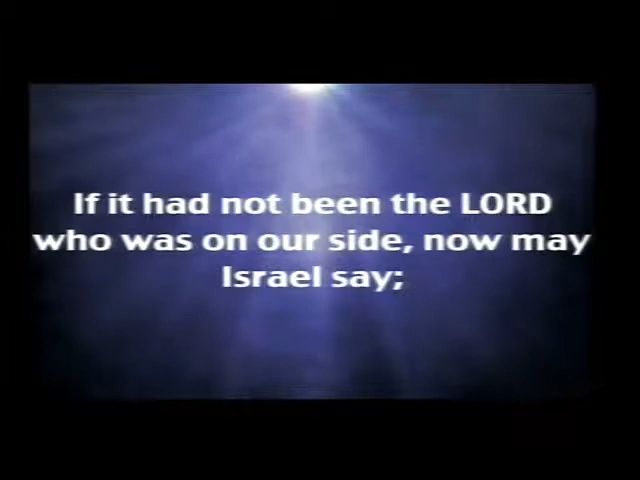 If it had not been the LORD
who was on our side, now may
Israel say;